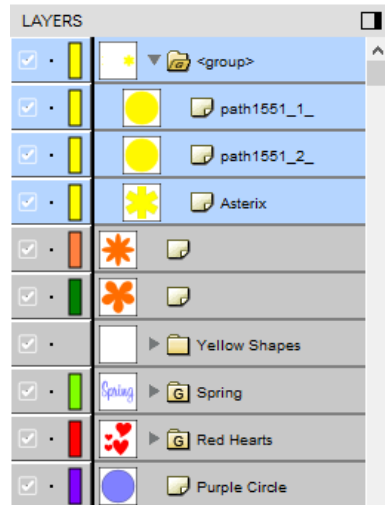 LAYERS
<group>
path1551_1_
path1551_2_
Asterix
Yellow Shapes
Spring G Spring
G Red Hearts
Purple Circle